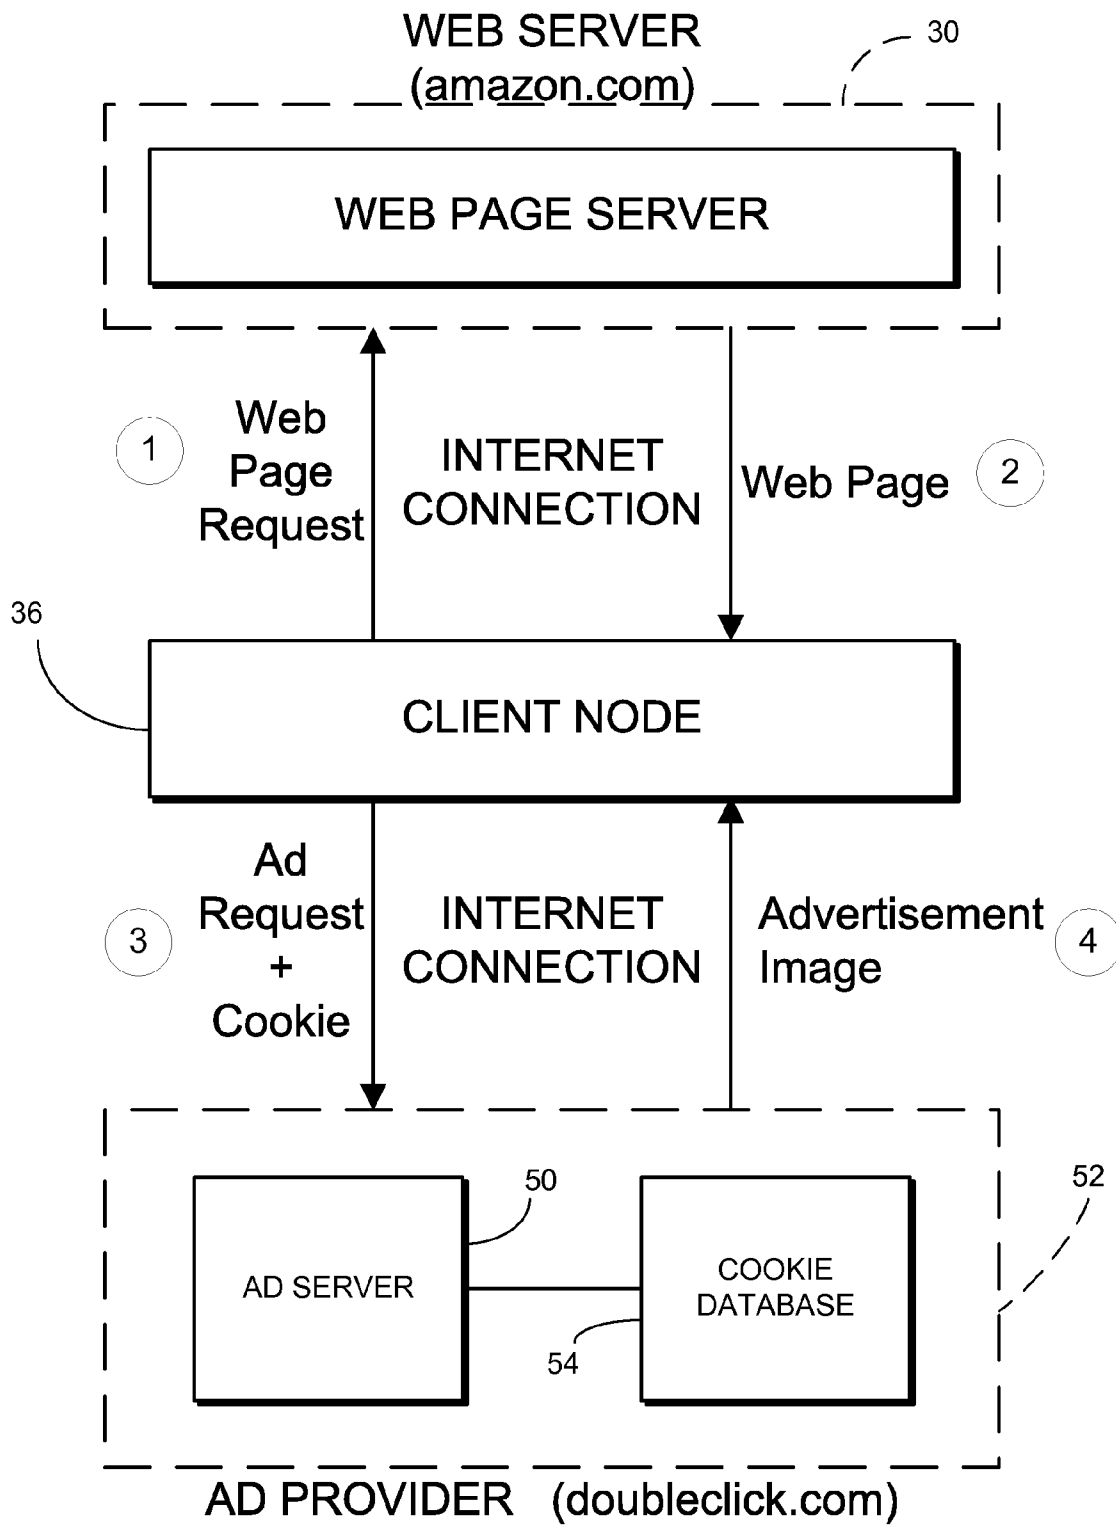 WEB SERVER
(amazon.com)
30
WEB PAGE SERVER
1
Web
Page
Request
INTERNET
CONNECTION
Web Page
2
36
CLIENT NODE
3
Ad
Request
+
Cookie
INTERNET
CONNECTION
Advertisement
Image
4
50
52
AD SERVER
COOKIE
DATABASE
54
AD PROVIDER (doubleclick.com)